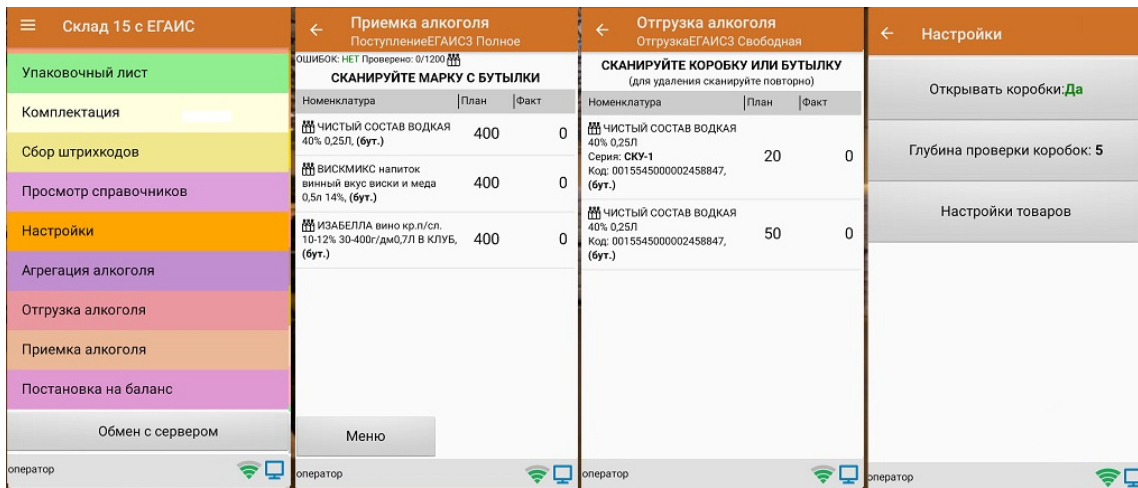 Склад 15 с ЕГАИС
Упаковочный лист
Комплектация
Сбор штрихкодов
Просмотр справочников
Настройки
Агрегация алкоголя
Отгрузка алкоголя
Приемка алкоголя
Постановка на баланс
Обмен с сервером
оператор
Приемка алкоголя
ПоступлениеЕГАИС3 Полное
ОШИБОК: НЕТ Проверено: 0/1200
СКАНИРУЙТЕ МАРКУ С БУТЫЛКИ
Номенклатура План Факт
ЧИСТЫЙ СОСТАВ ВОДКАЯ
40% 0,25Л, (бут.) 400 0
ВИСКМИКС напиток
винный вкус виски и меда 400 0
0,5л 14%, (бут.)
ИЗАБЕЛЛА вино кр.п/сл.
10-12% 30-400г/дм0,7Л В КЛУБ, 400 0
(бут.)
Меню
оператор
Отгрузка алкоголя
ОтгрузкаЕГАИС3 Свободная
СКАНИРУЙТЕ КОРОБКУ ИЛИ БУТЫЛКУ
(для удаления сканируйте повторно)
Номенклатура План Факт
ЧИСТЫЙ СОСТАВ ВОДКАЯ
40% 0,25Л
Серия: СКУ-1 20 0
Код: 0015545000002458847,
(бут.)
ЧИСТЫЙ СОСТАВ ВОДКАЯ
40% 0,25Л 50 0
Код: 0015545000002458847,
(бут.)
оператор
Настройки
Открывать коробки:Да
Глубина проверки коробок: 5
Настройки товаров
оператор